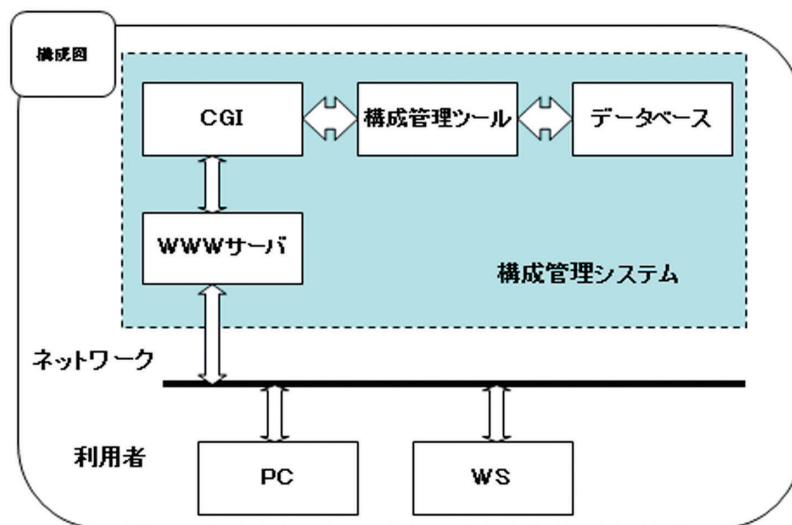 構成図
CGI
構成管理ツール
データベース
WWWサーバ
構成管理システム
ネットワーク
利用者
PC
WS